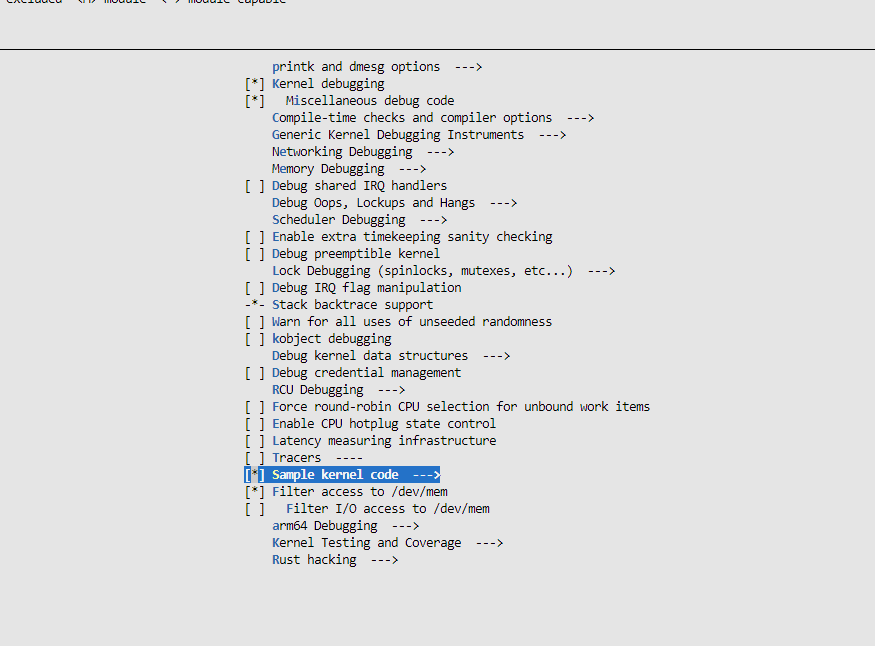 excluded <M> module < > module capable
printk and dmesg options --->
[*] Kernel debugging
[*] Miscellaneous debug code
Compile-time checks and compiler options --->
Generic Kernel Debugging Instruments --->
Networking Debugging --->
Memory Debugging --->
[ ] Debug shared IRQ handlers
Debug Oops, Lockups and Hangs --->
Scheduler Debugging --->
[ ] Enable extra timekeeping sanity checking
[ ] Debug preemptible kernel
Lock Debugging (spinlocks, mutexes, etc...) --->
[ ] Debug IRQ flag manipulation
-*- Stack backtrace support
[ ] Warn for all uses of unseeded randomness
[ ] kobject debugging
Debug kernel data structures --->
[ ] Debug credential management
RCU Debugging --->
[ ] Force round-robin CPU selection for unbound work items
[ ] Enable CPU hotplug state control
[ ] Latency measuring infrastructure
[ ] Tracers ----
[*] Sample kernel code --->
[*] Filter access to /dev/mem
[ ] Filter I/O access to /dev/mem
arm64 Debugging --->
Kernel Testing and Coverage --->
Rust hacking --->